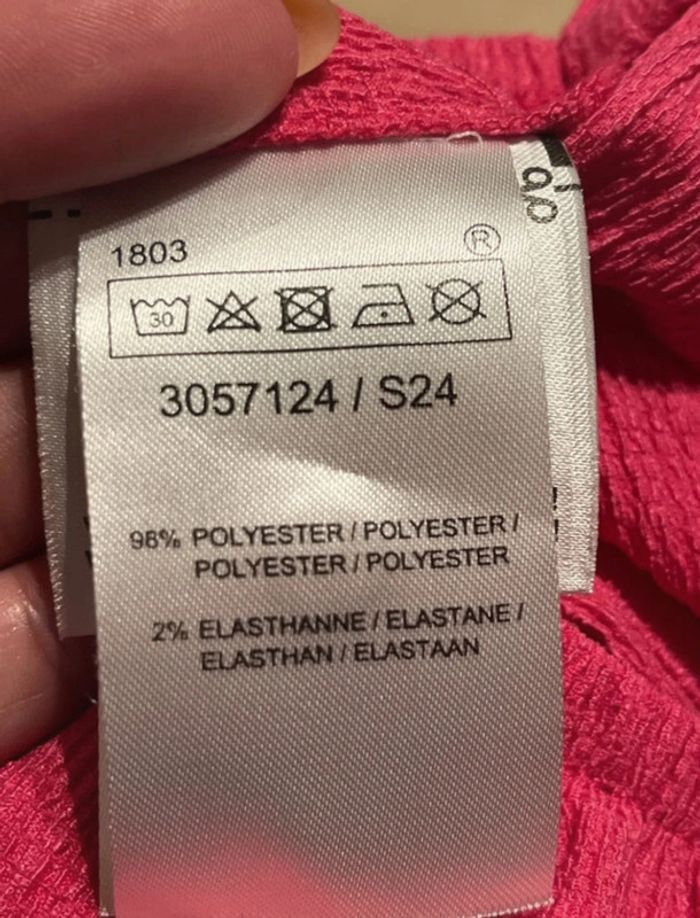 1803
®
30
3057124 / S24
98% POLYESTER / POLYESTER /
POLYESTER / POLYESTER
2% ELASTHANNE / ELASTANE /
ELASTHAN / ELASTAAN